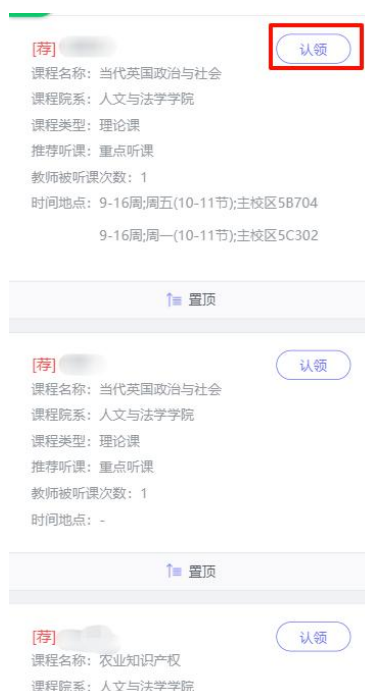 [荐]
认领
课程名称：当代英国政治与社会
课程院系：人文与法学学院
课程类型：理论课
推荐听课：重点听课
教师被听课次数：1
时间地点：9-16周;周五(10-11节);主校区5B704
9-16周;周一(10-11节);主校区5C302
置顶
[荐]
认领
课程名称：当代英国政治与社会
课程院系：人文与法学学院
课程类型：理论课
推荐听课：重点听课
教师被听课次数：1
时间地点：-
置顶
[荐]
认领
课程名称：农业知识产权
课程院系：人文与法学学院